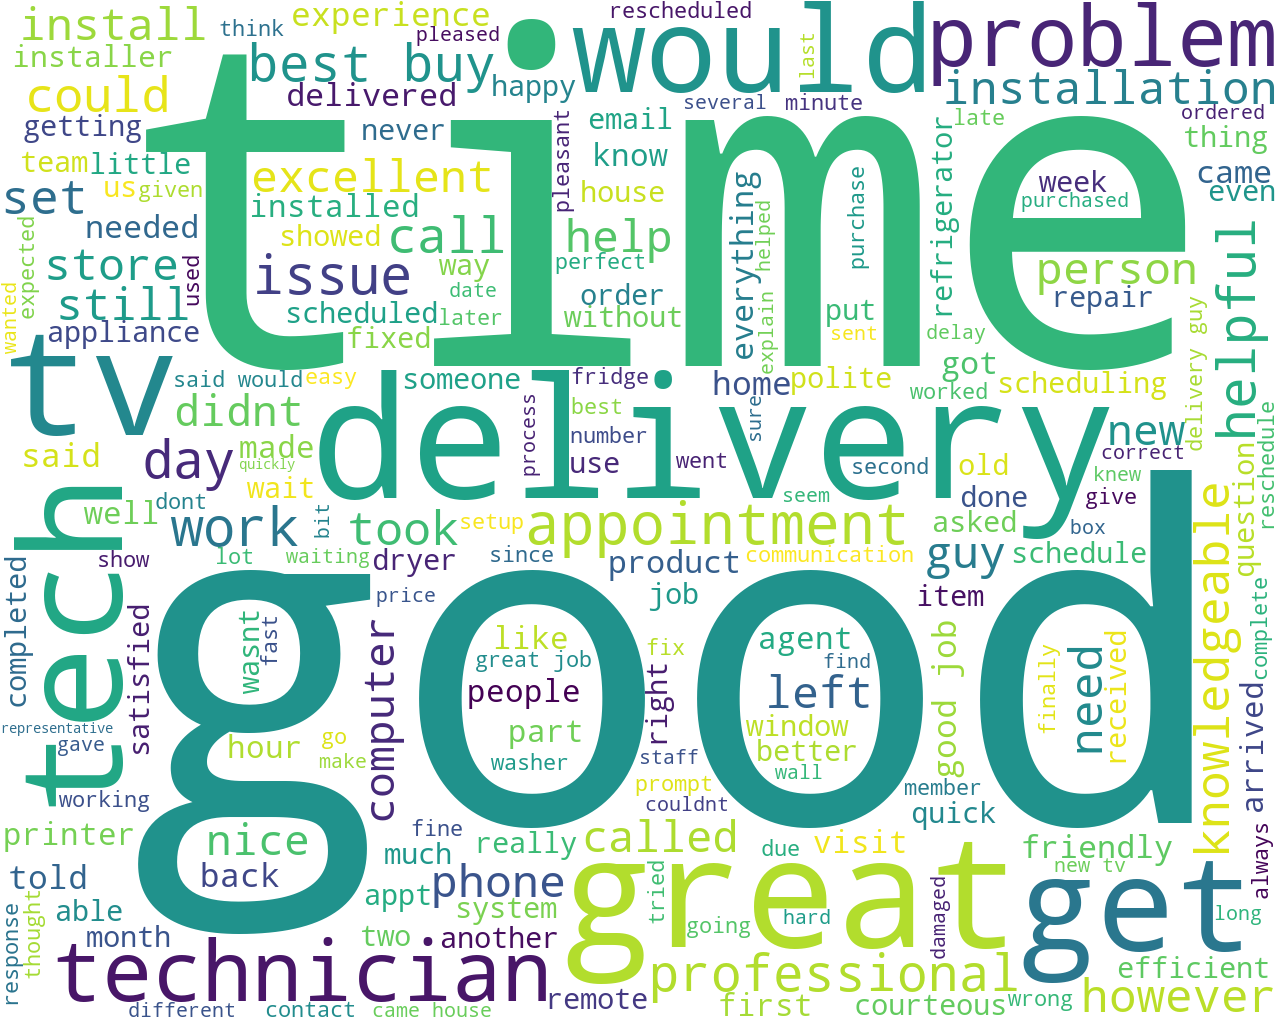 install
think
experience
rescheduled
last
would
problem
installer
best buy
pleased
happy
installation
could
delivered
several
minute
ordered
getting
never
pleasant
email
refrigerator
late
thing
team
little
excellent
know
time
week
came
us
given
house
everything
purchased
even
set
installed
call
help
helped
purchase
helpful
needed
showed
way
perfect
person
expected
store
used
issue
date
order
repair
still
scheduled
later
without
explain
put
sent
delay
delivery guy
wanted
appliance
fixed
got
tv
said would
easy
someone
fridge
home
polite
worked
scheduling
didnt
best
sure
delivery
new
reschedule
said
day
made
quickly
process
number
use
went
second
old
correct
knew
question
tech
well
dont
wait
bit
seem
done
give
work
took
setup
appointment
asked
box
knowledgeable
show
lot
waiting
dryer
since
product
communication
guy
schedule
complete
completed
satisfied
price
job
item
good
wasnt
fast
computer
like
great job
fix
agent
find
good job
need
received
finally
people
right
left
representative
gave
hour
go
make
part
washer
staff
window
better
wall
arrived
working
prompt
couldnt
member
quick
always
printer
nice
fine
really
called
due
visit
friendly
told
back
much
phone
great
new tv
get
response
thought
able
appt
system
tried
hard
damaged
long
month
two
another
going
technician
professional
efficient
different
contact
came house
remote
first
courteous
wrong
however